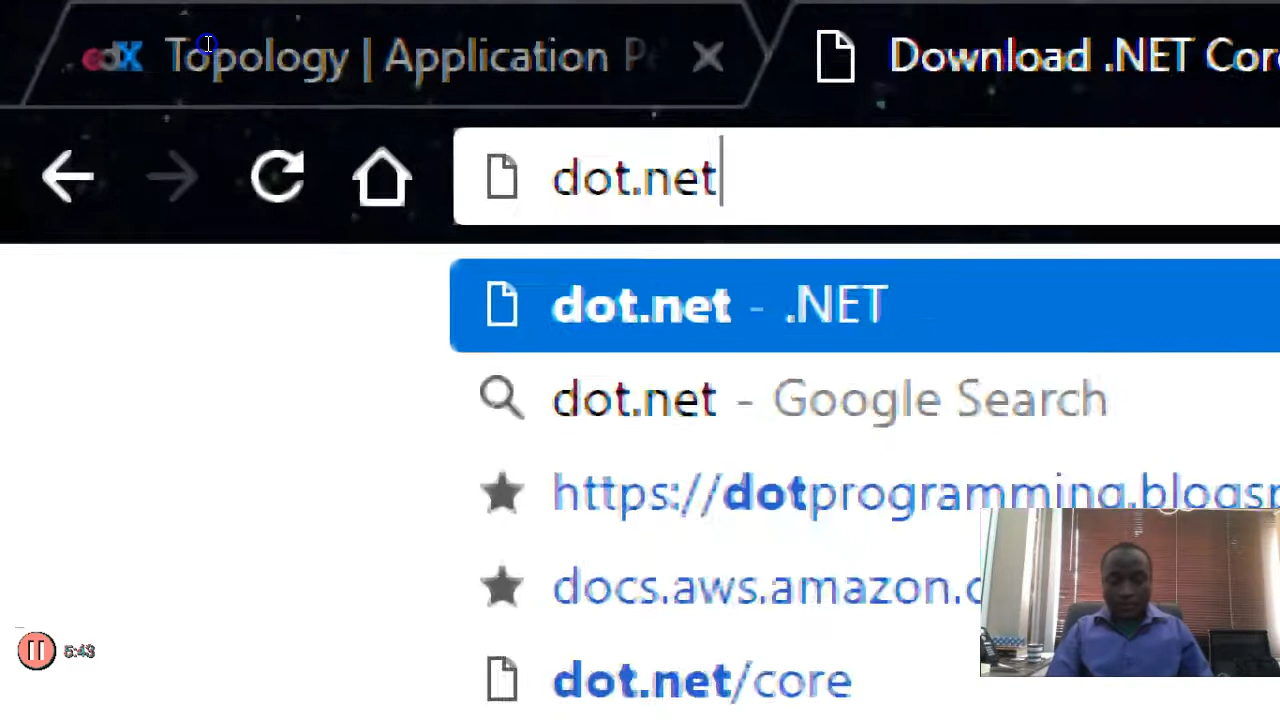 edX Topology | Application P
Download .NET Cor
dot.net
dot.net - .NET
dot.net - Google Search
https://dotprogramming.blogs
docs.aws.amazon.c
dot.net/core
5:43